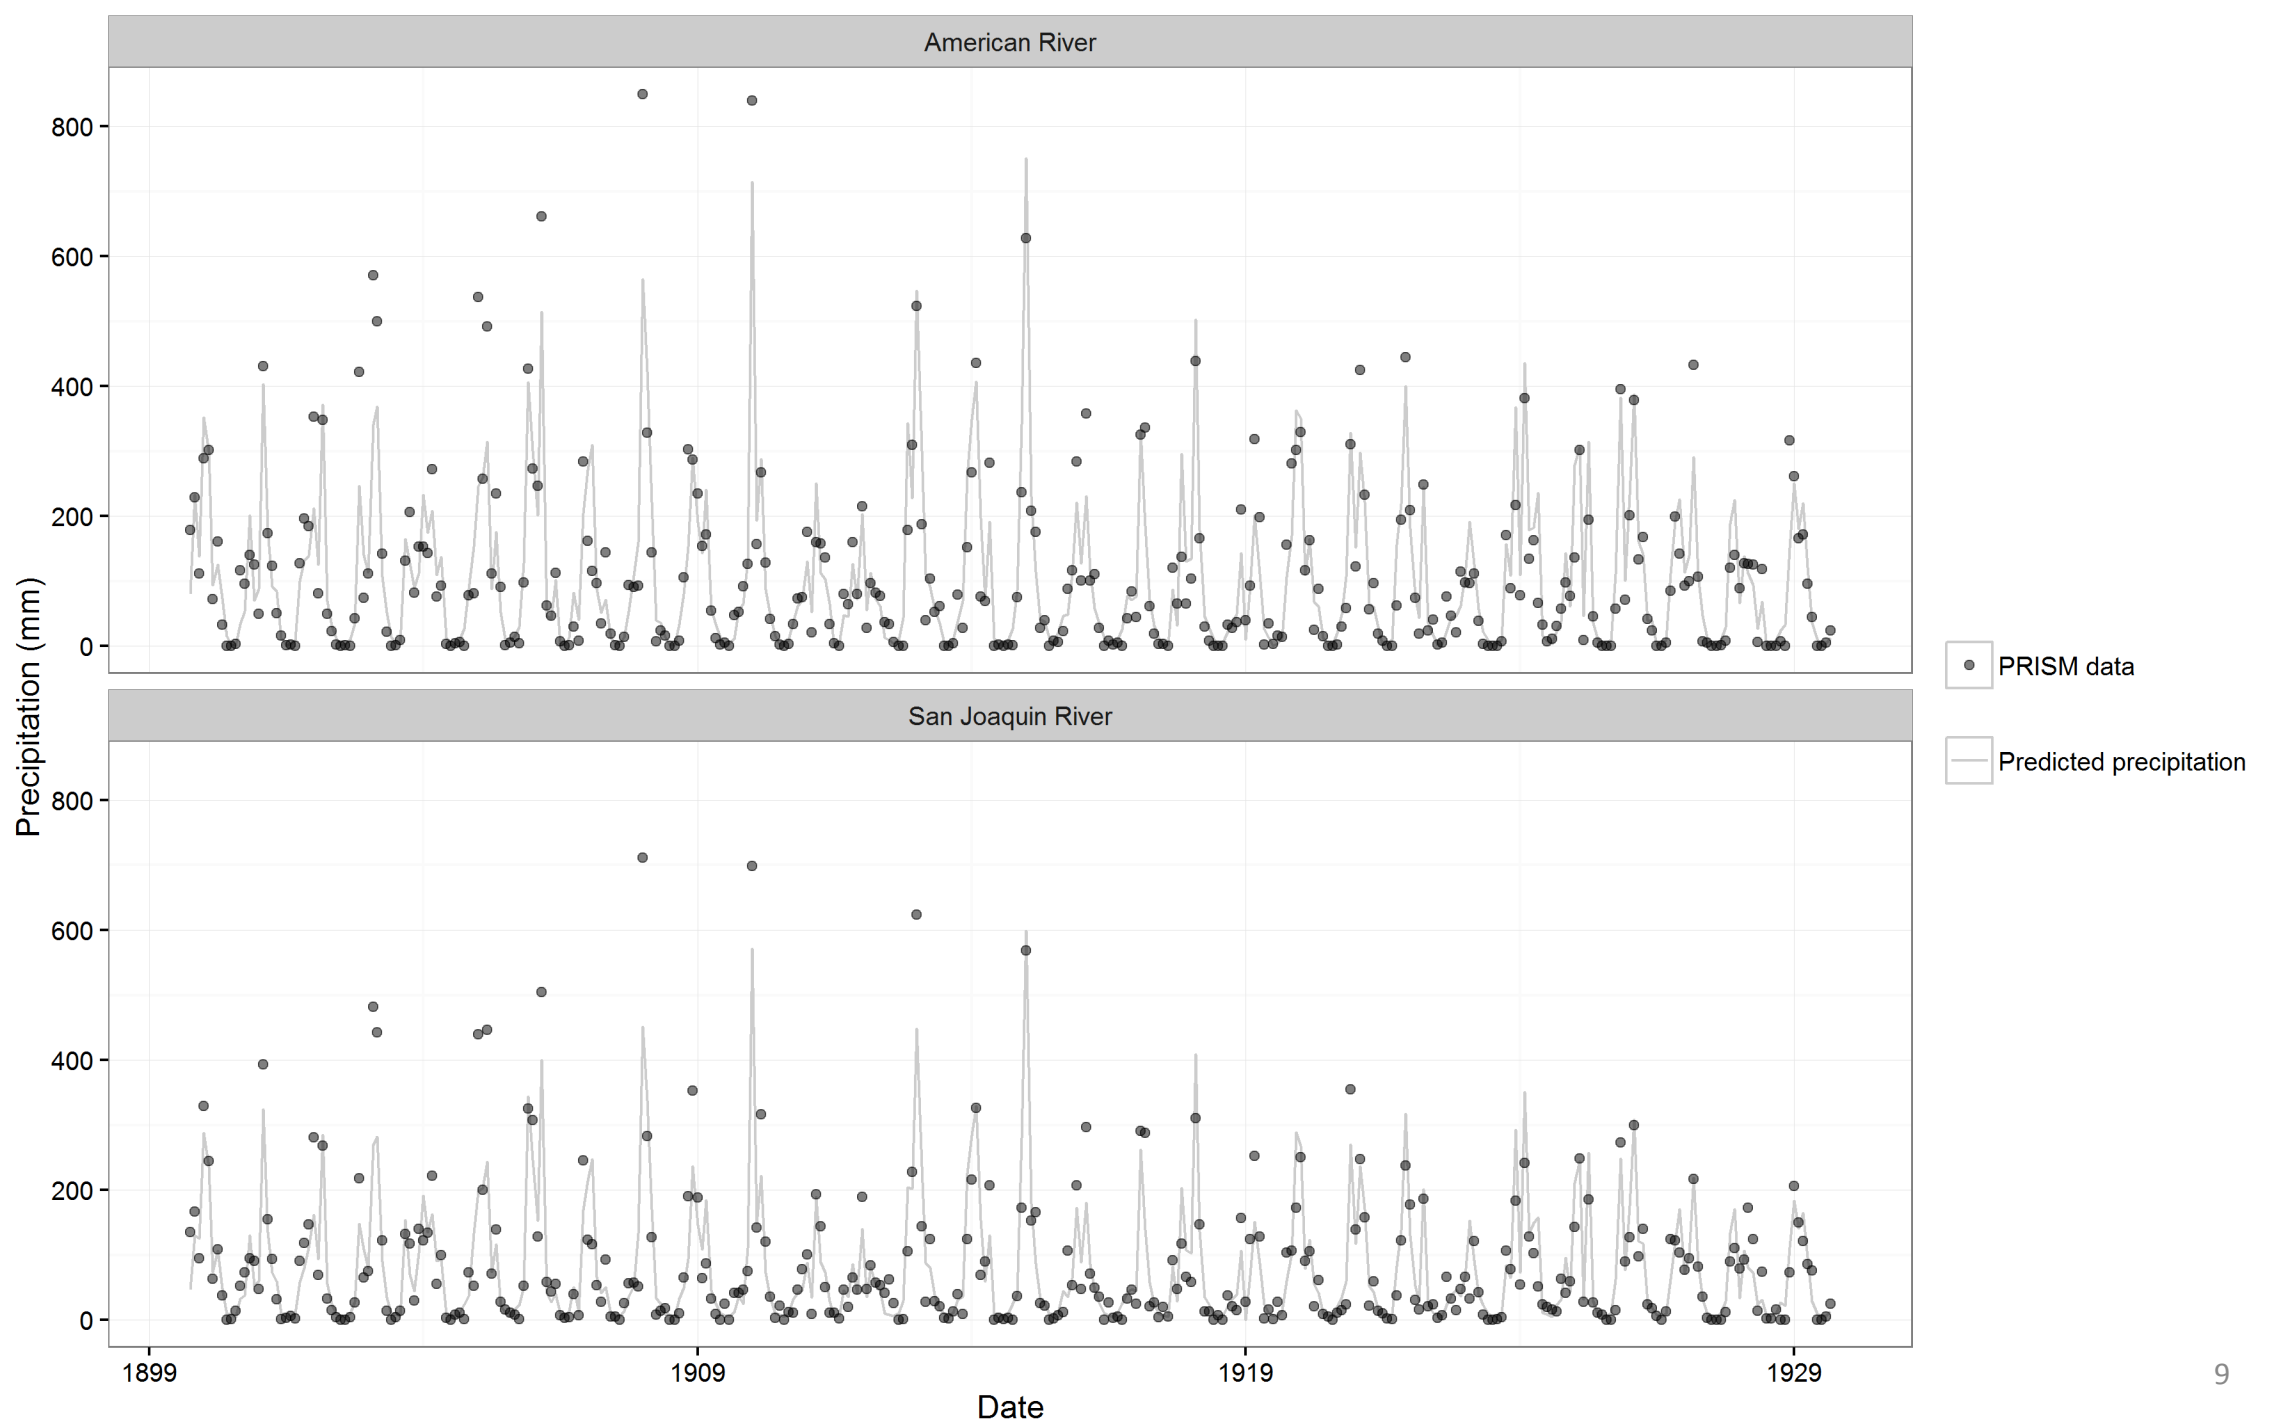 American River
800
600
400
200
0
San Joaquin River
800
600
400
200
0
Precipitation (mm)
1899
1909
1919
1929
Date
PRISM data
Predicted precipitation
9